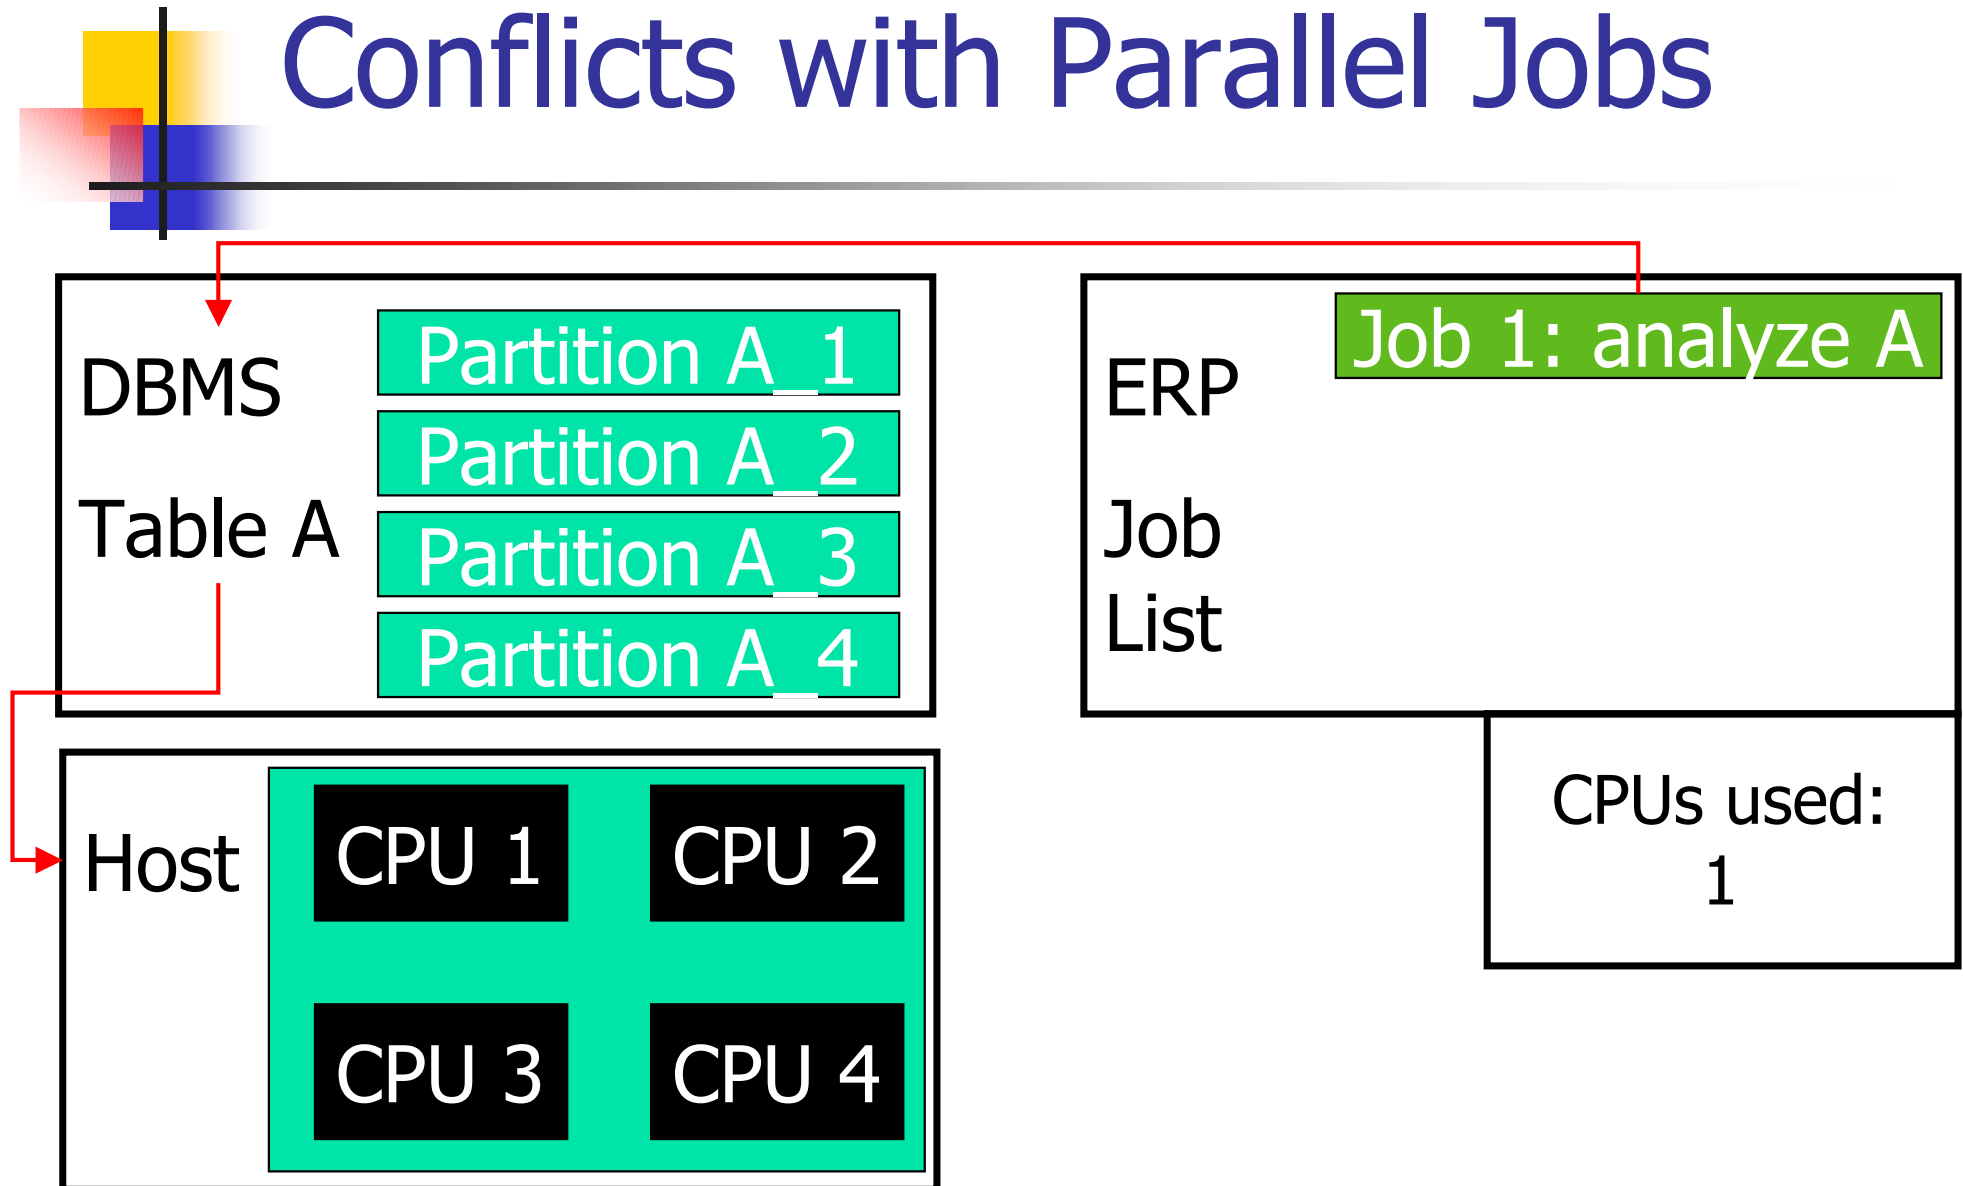 Conflicts with Parallel Jobs
DBMS
Table A
Partition A_1
Partition A_2
Partition A_3
Partition A_4
ERP
Job
List
Job 1: analyze A
Host
CPU 1
CPU 2
CPU 3
CPU 4
CPUs used:
1